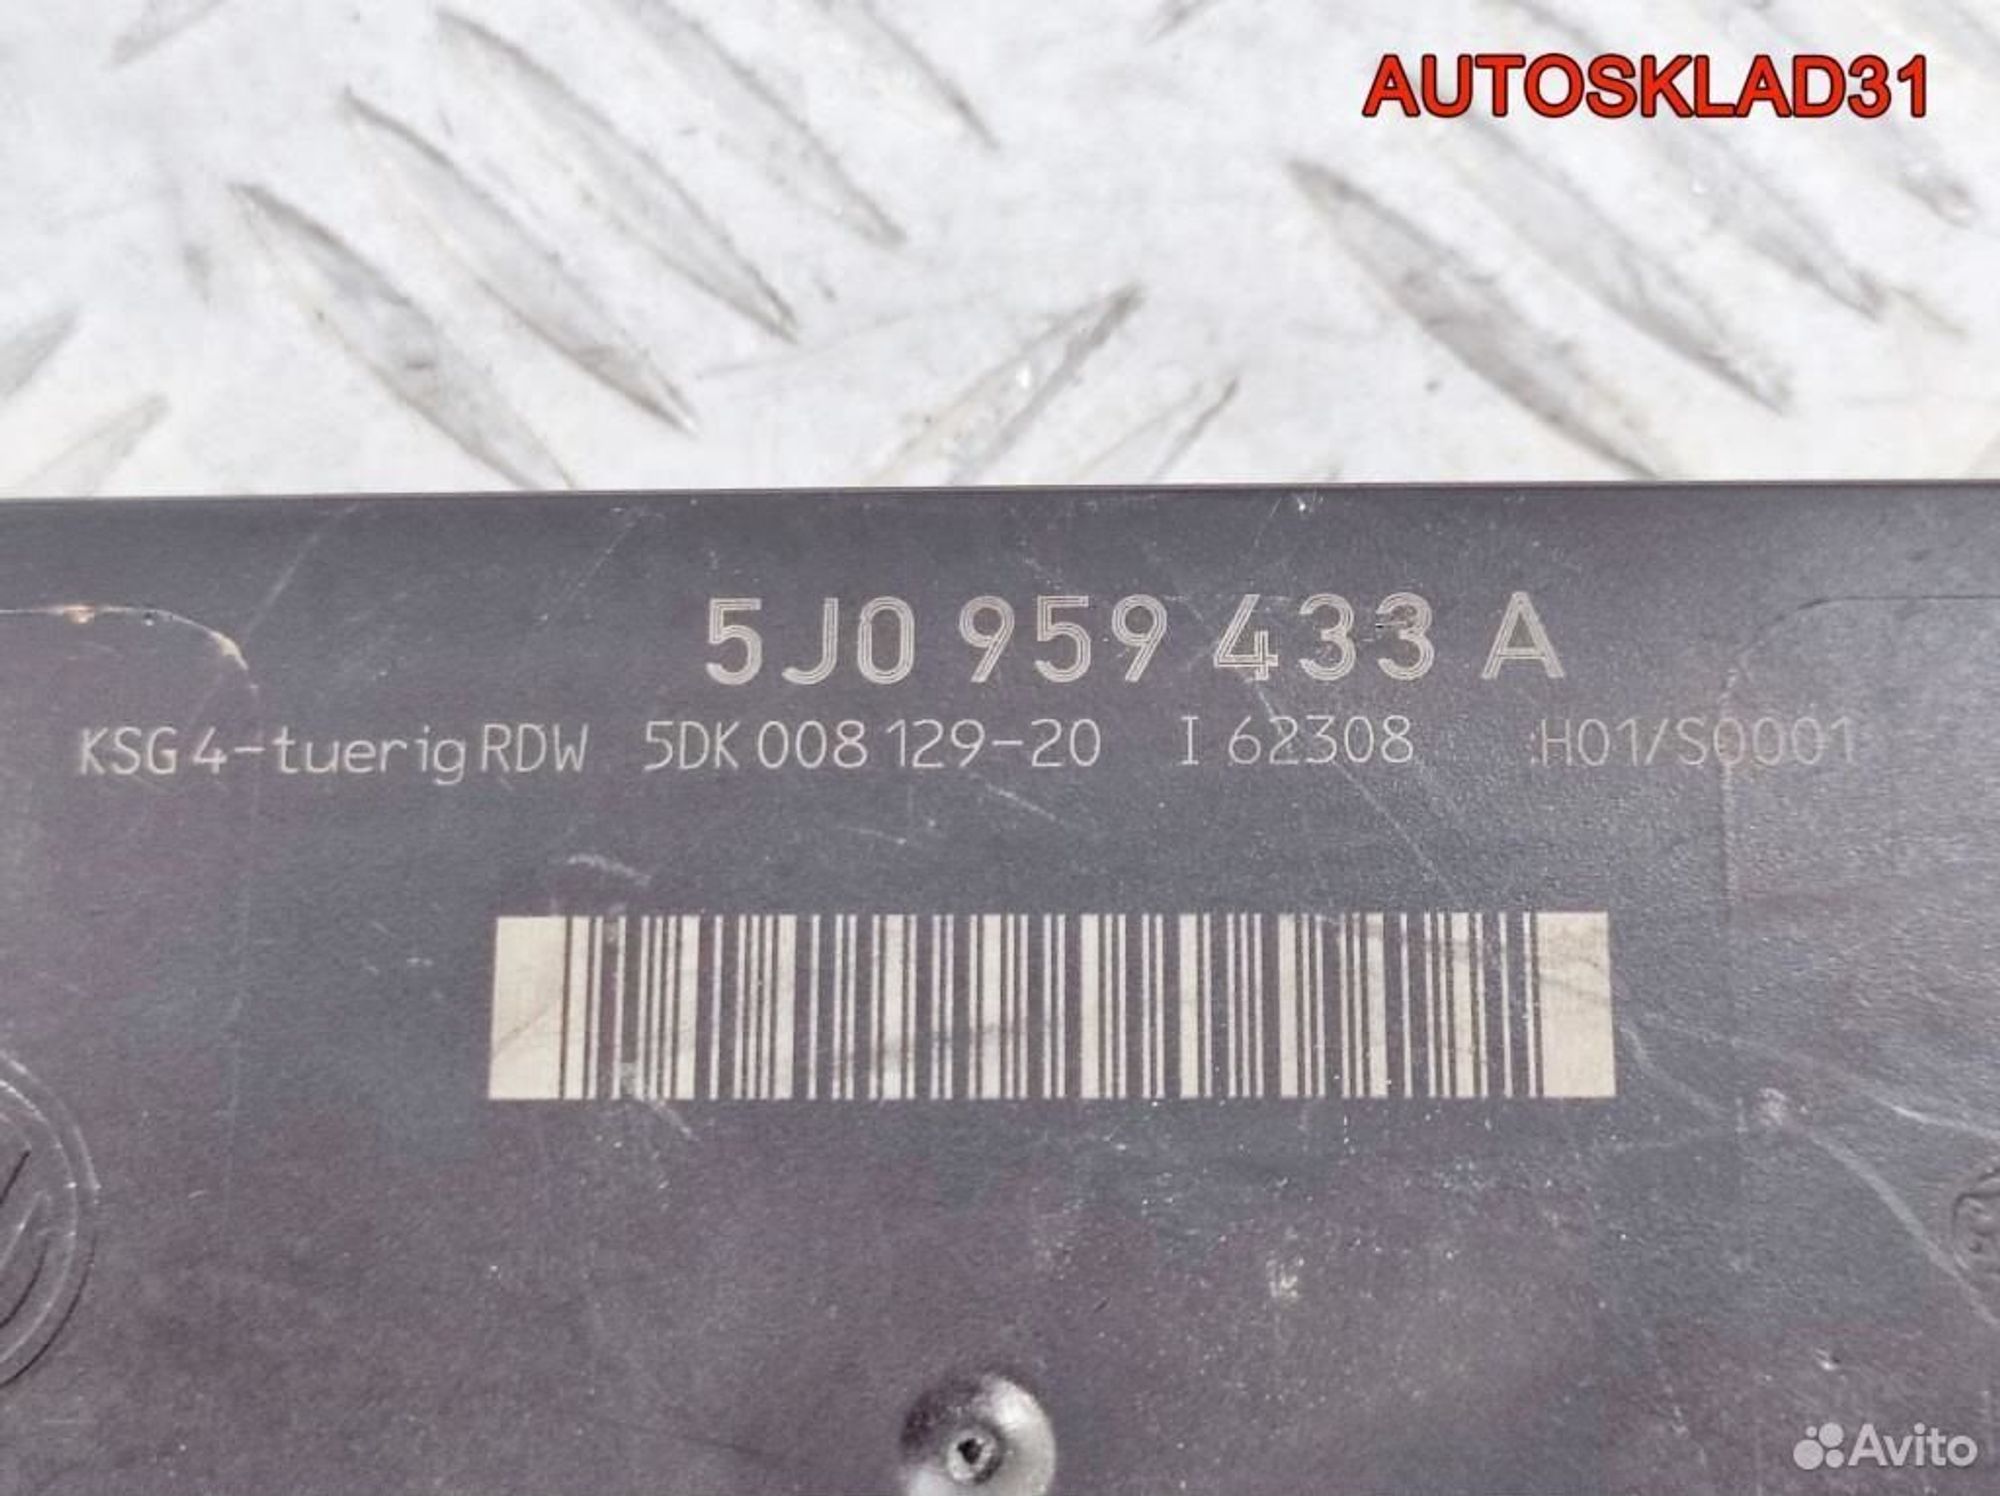 AUTOSKLAD31
5J0 959 433 A
KSG 4-tuerig RDW 5DK 008 129-20 I 62308 H01/S0001
Avito